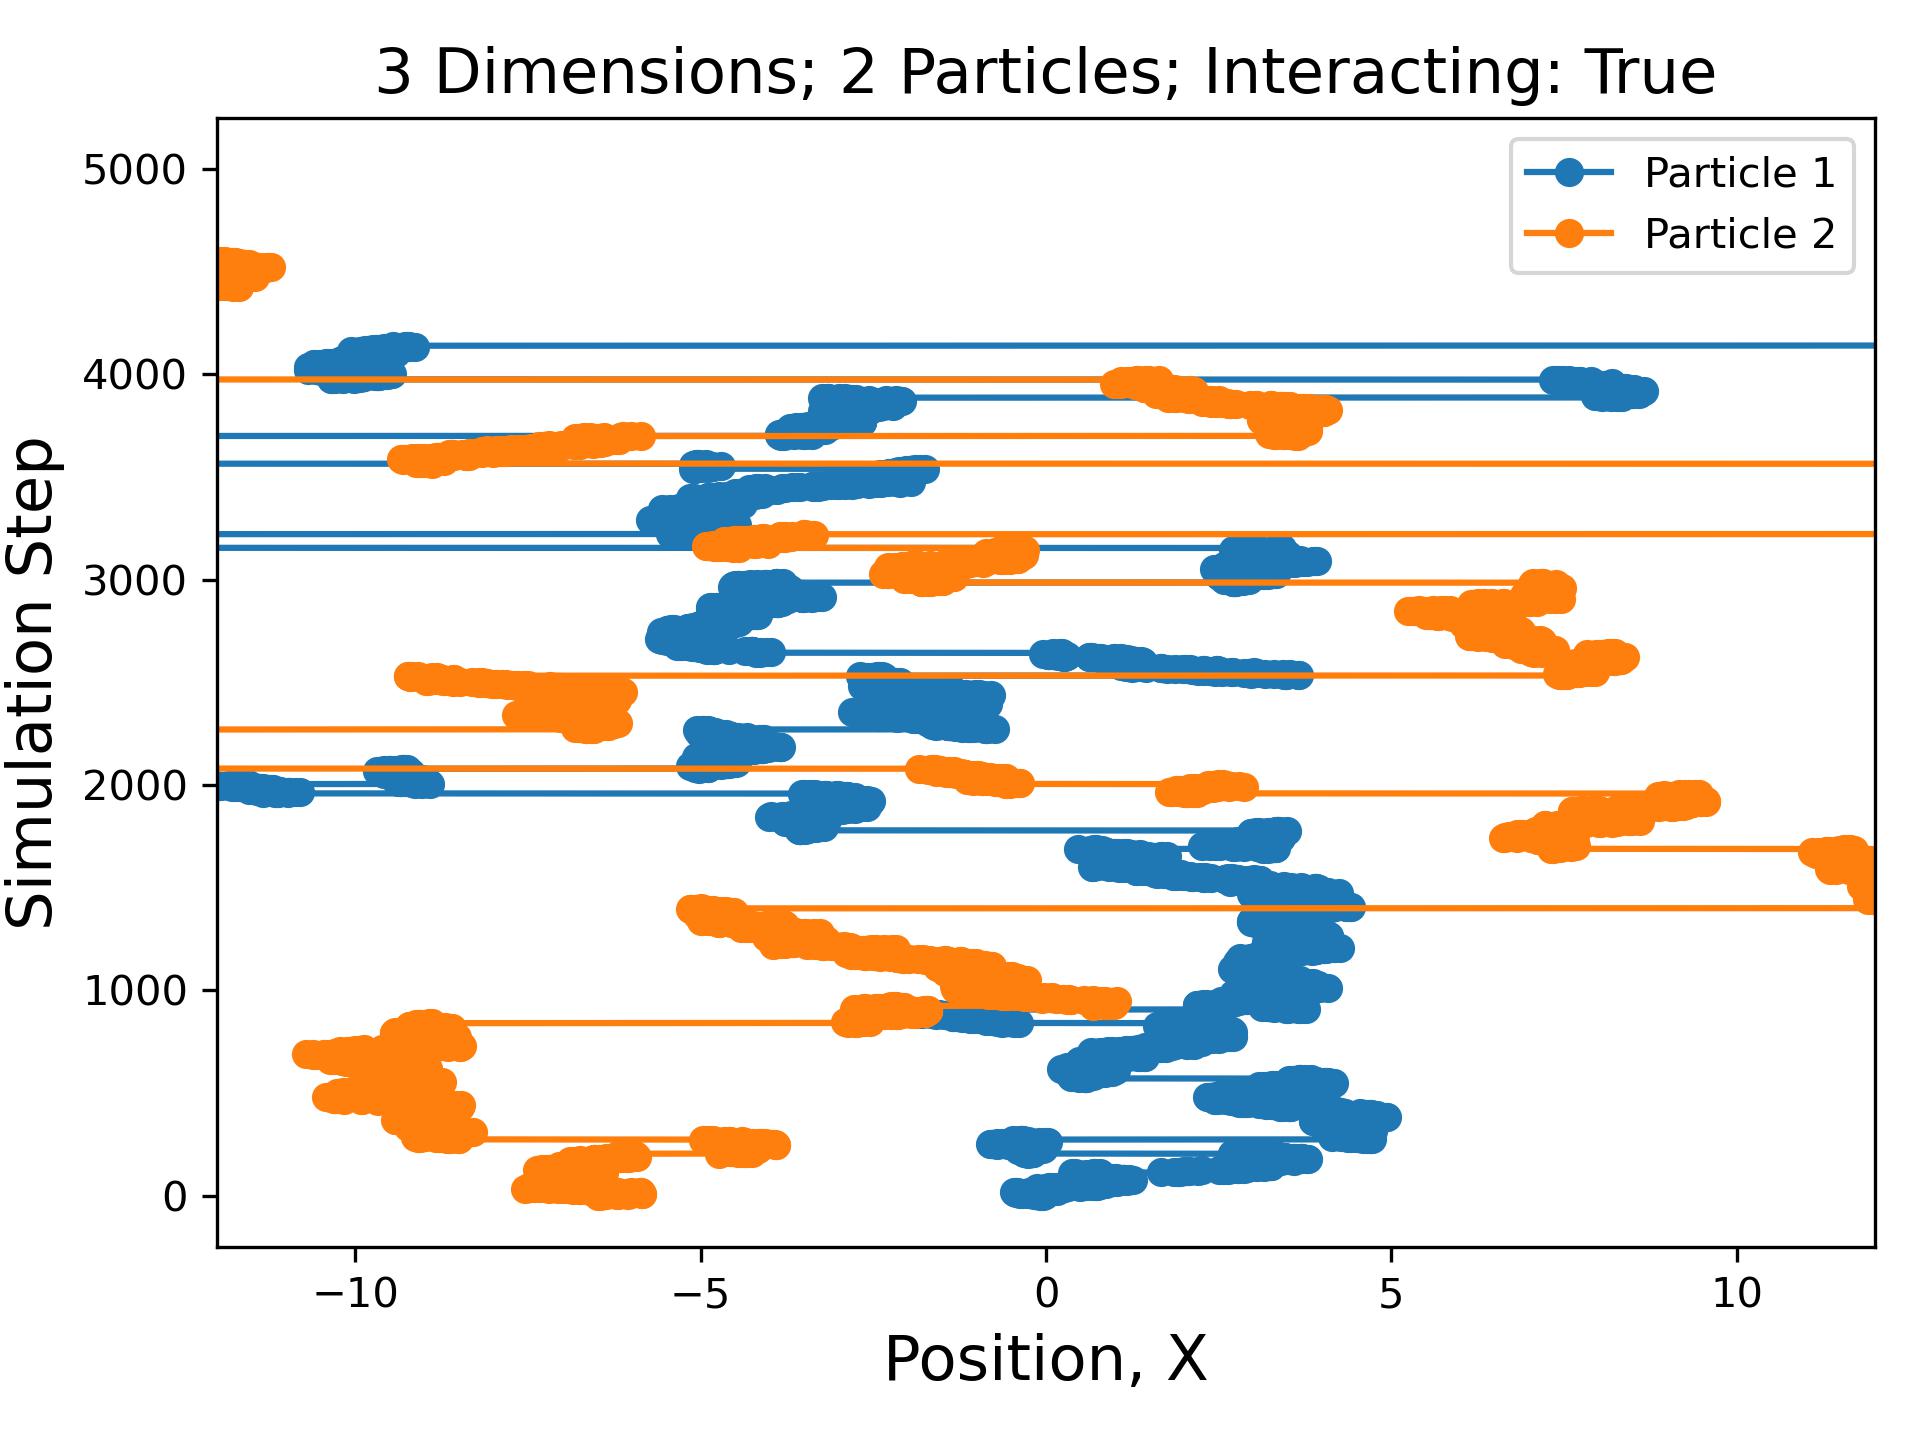 3 Dimensions; 2 Particles; Interacting: True
Particle 1
Particle 2
Simulation Step
5000
4000
3000
2000
1000
0
−10
−5
0
5
10
Position, X